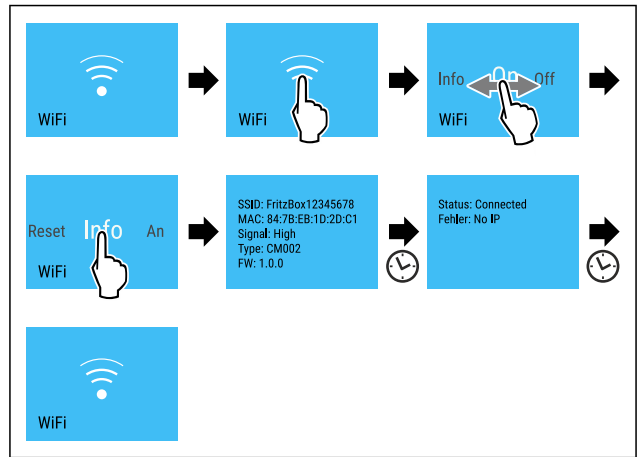 WiFi
WiFi
Info On Off
WiFi
Reset Info An
WiFi
SSID: FritzBox12345678
MAC: 84:7B:EB:1D:2D:C1
Signal: High
Type: CM002
FW: 1.0.0
Status: Connected
Fehler: No IP
WiFi